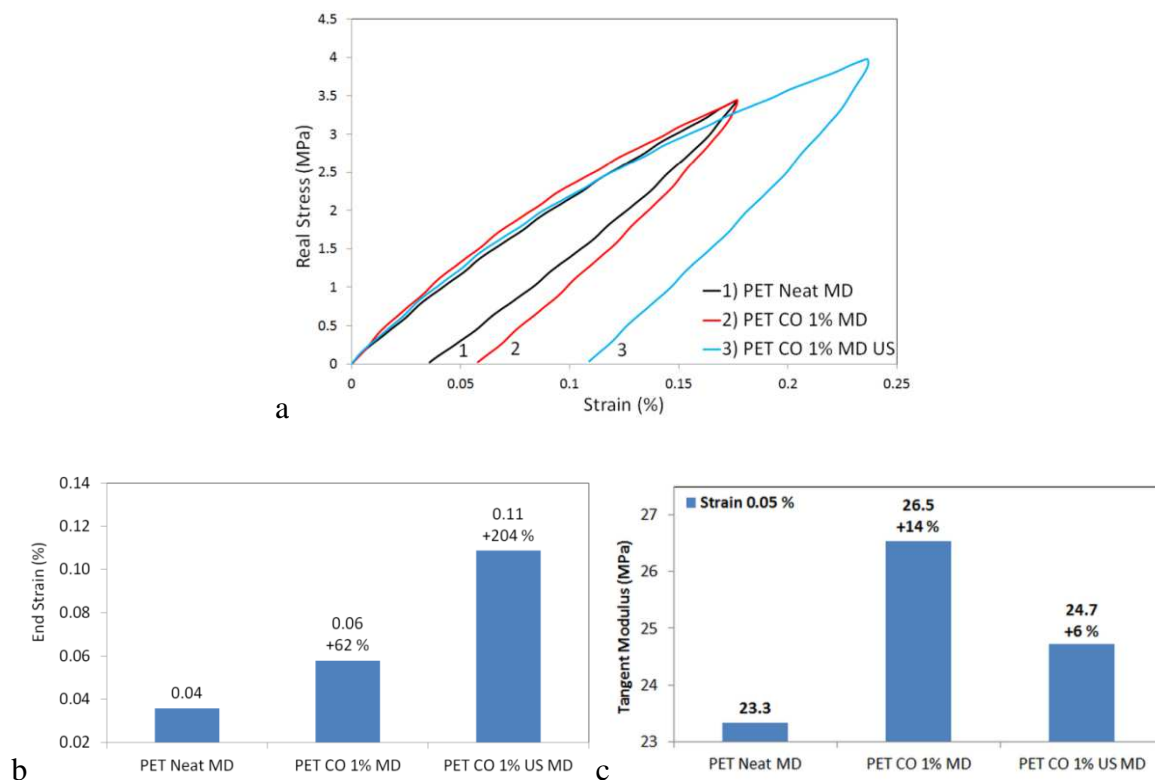 4.5
4
3.5
3
2.5
2
1.5
1
0.5
0
Real Stress (MPa)
0 0.05 0.1 0.15 0.2 0.25
Strain (%)
1 2 3
1) PET Neat MD
2) PET CO 1% MD
3) PET CO 1% MD US
a
0.14
0.12
0.10
0.08
0.06
0.04
0.02
End Strain (%)
0.04
0.06
+62 %
0.11
+204 %
PET Neat MD PET CO 1% MD PET CO 1% US MD
b
Strain 0.05 %
27
26
25
24
23
Tangent Modulus (MPa)
23.3
26.5
+14 %
24.7
+6 %
PET Neat MD PET CO 1% MD PET CO 1% US MD
c